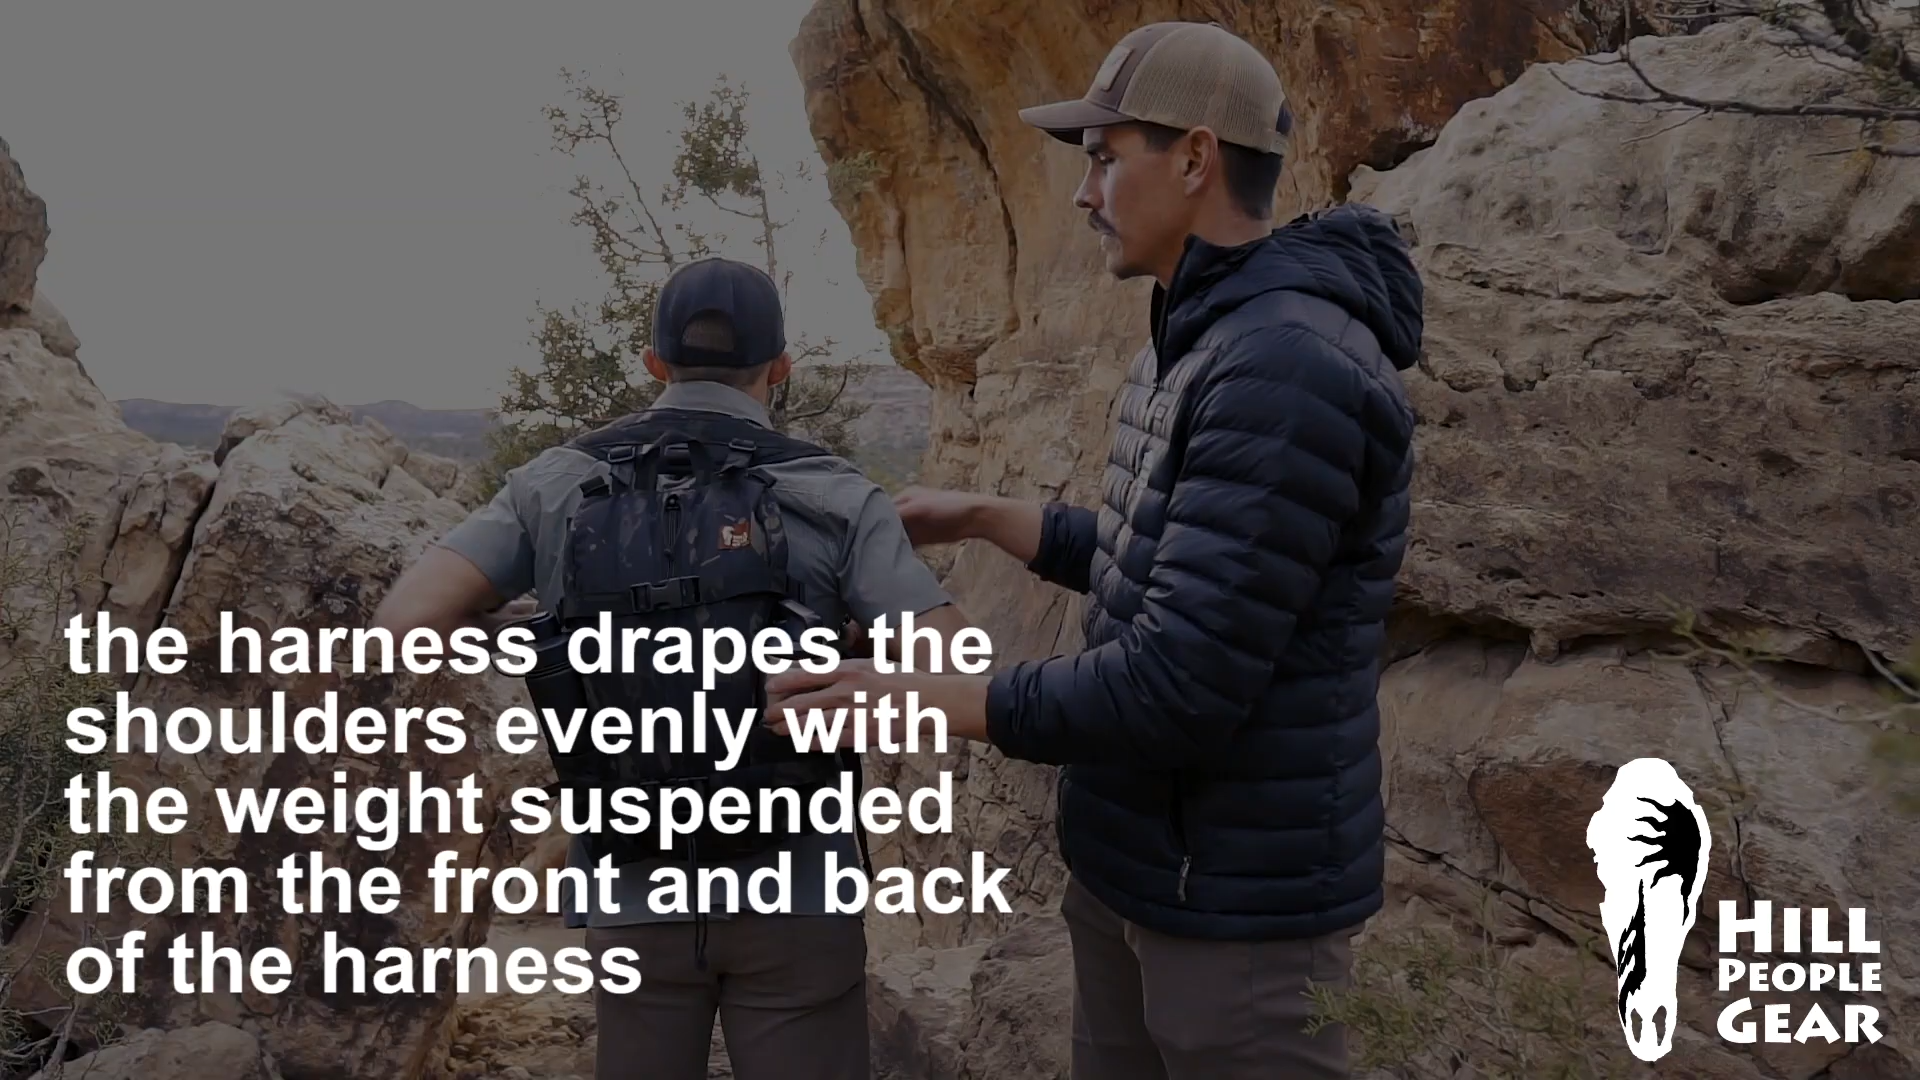 the harness drapes the
shoulders evenly with
the weight suspended
from the front and back
of the harness
HILL
PEOPLE
GEAR